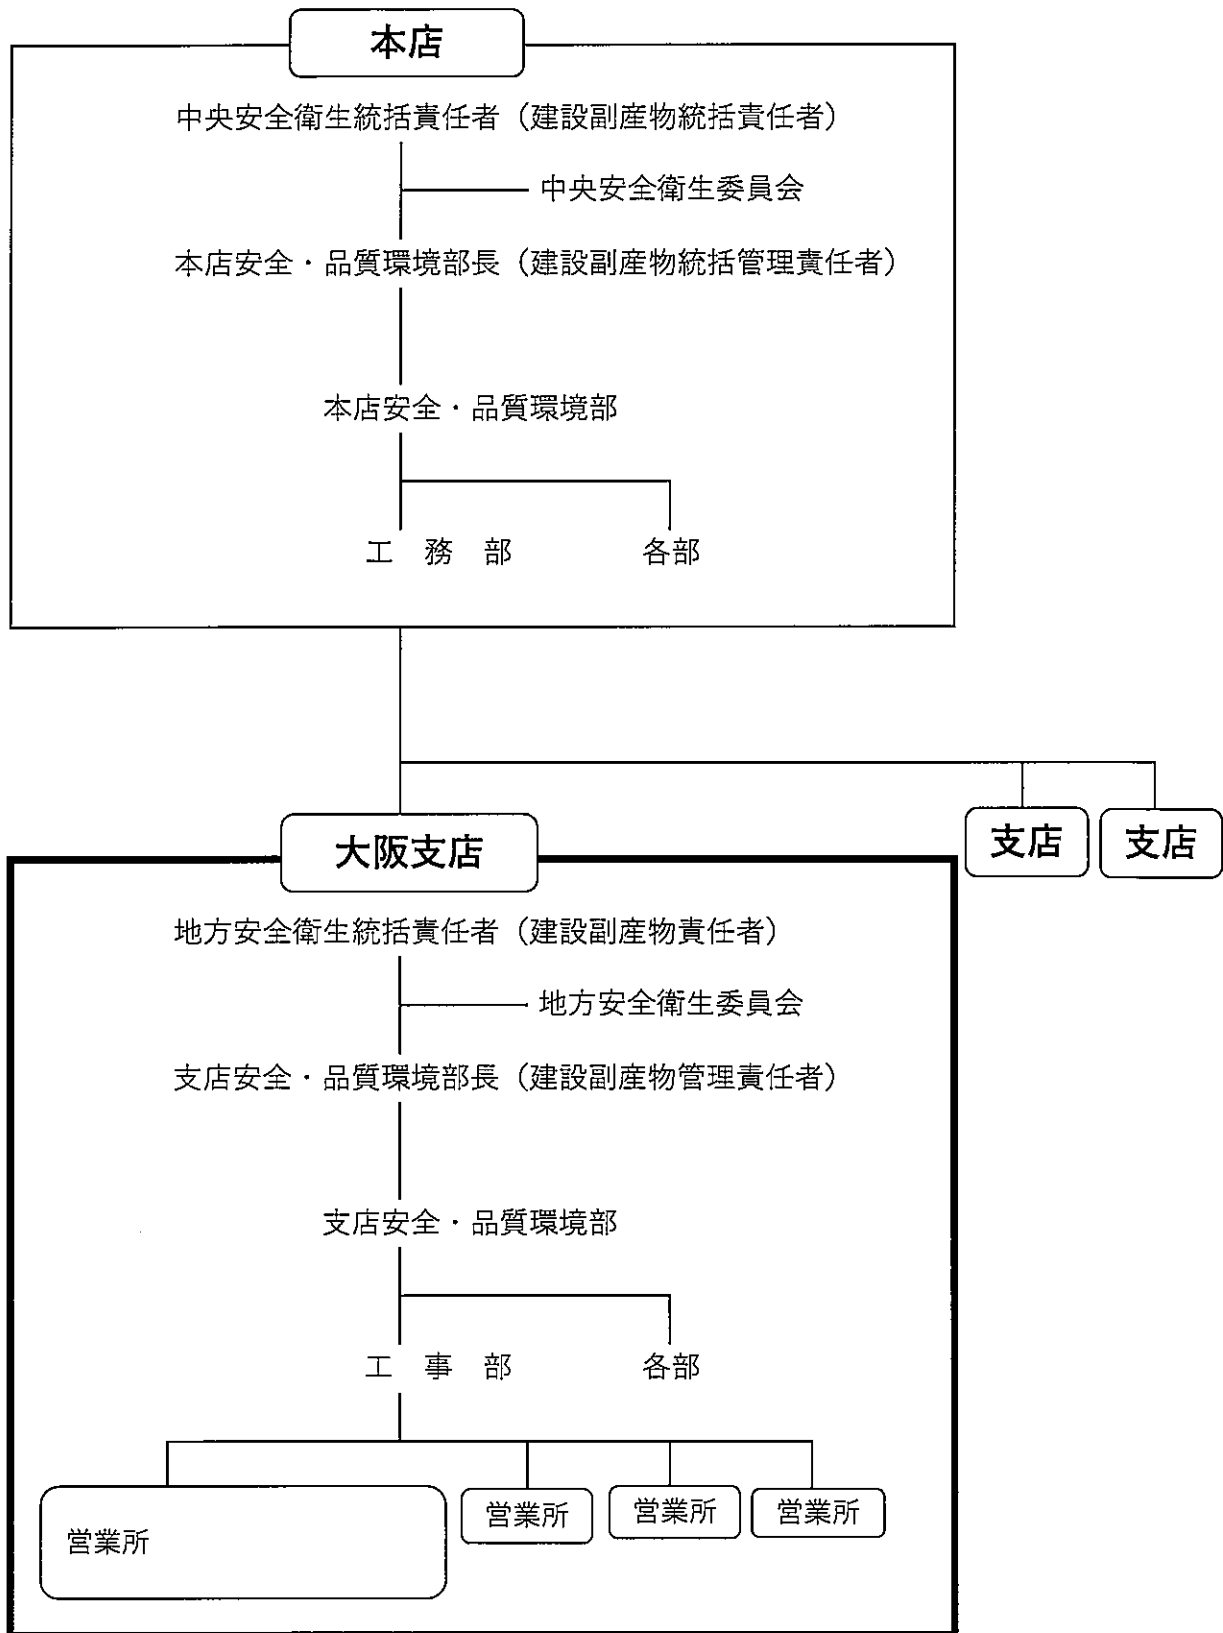 本店
中央安全衛生統括責任者（建設副産物統括責任者）
中央安全衛生委員会
本店安全・品質環境部長（建設副産物統括管理責任者）
本店安全・品質環境部
工　務　部　各部
支店　支店
大阪支店
地方安全衛生統括責任者（建設副産物責任者）
地方安全衛生委員会
支店安全・品質環境部長（建設副産物管理責任者）
支店安全・品質環境部
工　事　部　各部
営業所　営業所　営業所　営業所